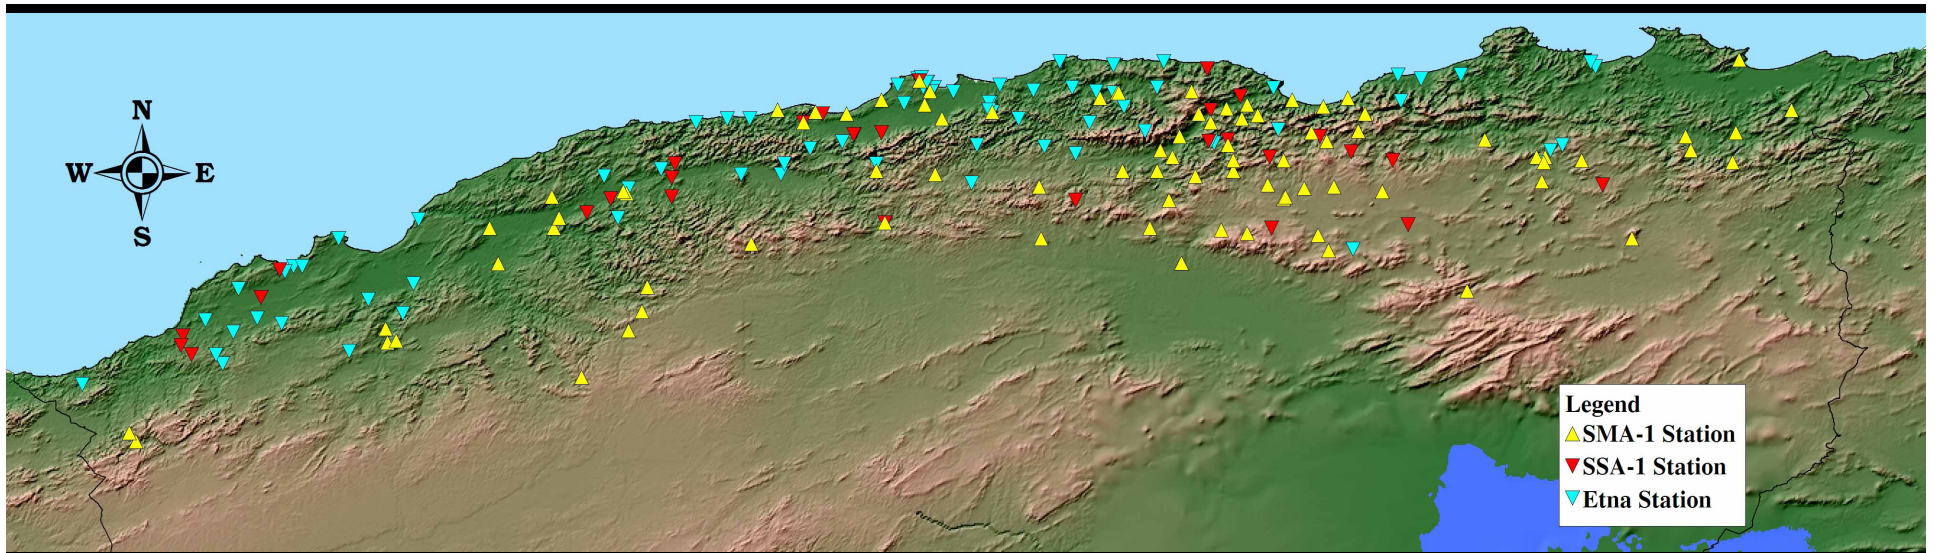 N
W E
S
Legend
SMA-1 Station
SSA-1 Station
Etna Station